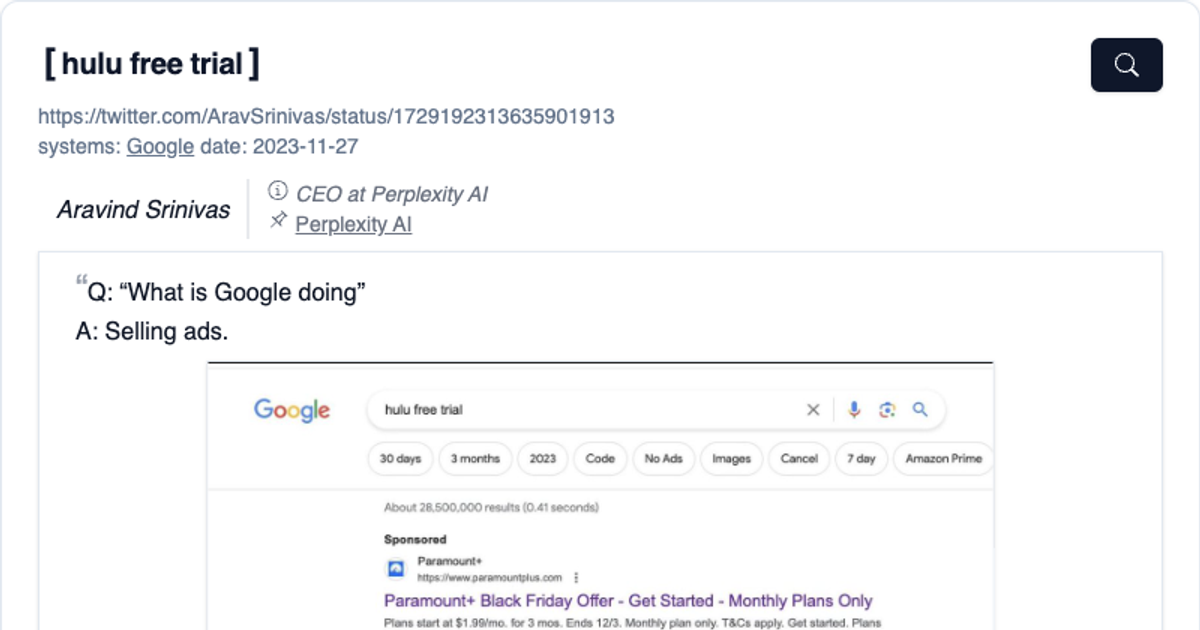 [ hulu free trial ]
https://twitter.com/AravSrinivas/status/1729192313635901913
systems: Google date: 2023-11-27
Aravind Srinivas
CEO at Perplexity AI
Perplexity AI
“Q: “What is Google doing”
A: Selling ads.
Google
hulu free trial
30 days 3 months 2023 Code No Ads Images Cancel 7 day Amazon Prime
About 28,500,000 results (0.41 seconds)
Sponsored
Paramount+
https://www.paramountplus.com
Paramount+ Black Friday Offer - Get Started - Monthly Plans Only
Plans start at $1.99/mo. for 3 mos. Ends 12/3. Monthly plan only. T&Cs apply. Get started. Plans